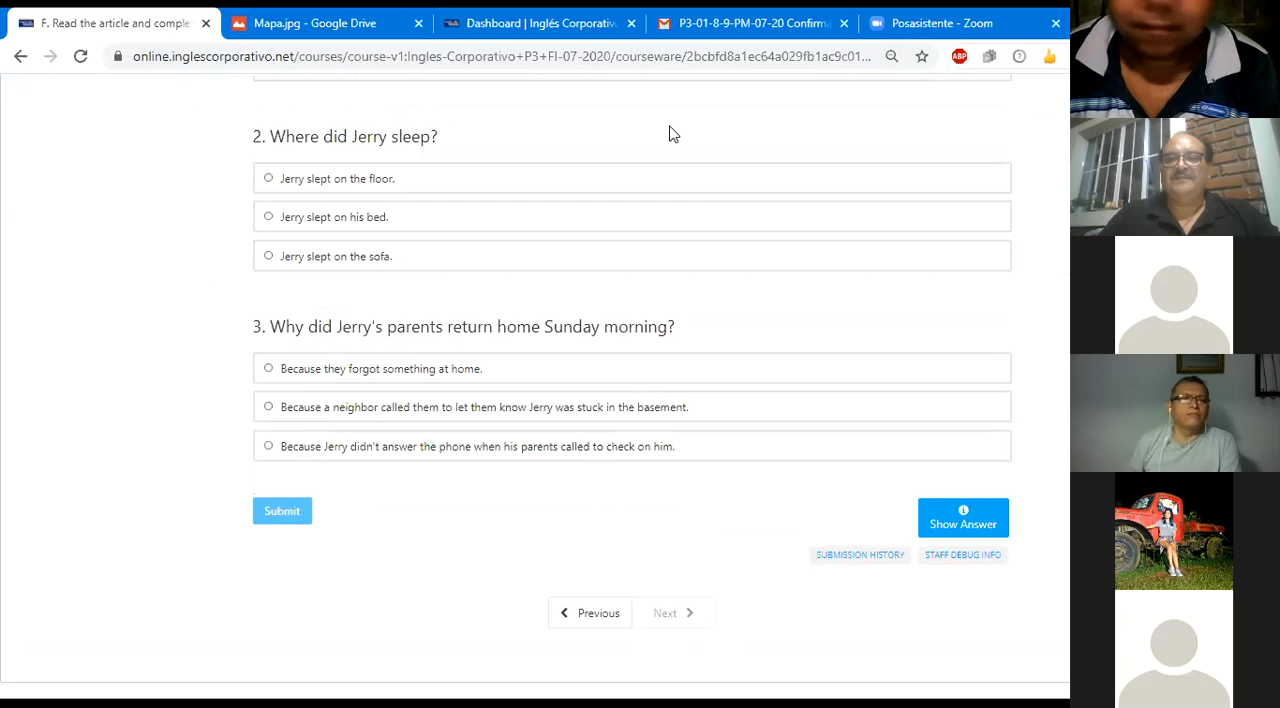 F. Read the article and comple
Mapa.jpg - Google Drive
Dashboard | Inglés Corporativ
P3-01-8-9-PM-07-20 Confirma
Posasistente - Zoom
online.inglescorporativo.net/courses/course-v1:Ingles-Corporativo+P3+FI-07-2020/courseware/2bcbfd8a1ec64a029fb1ac9c01...
ABP
2. Where did Jerry sleep?
Jerry slept on the floor.
Jerry slept on his bed.
Jerry slept on the sofa.
3. Why did Jerry's parents return home Sunday morning?
Because they forgot something at home.
Because a neighbor called them to let them know Jerry was stuck in the basement.
Because Jerry didn't answer the phone when his parents called to check on him.
Submit
Show Answer
SUBMISSION HISTORY
STAFF DEBUG INFO
Previous
Next